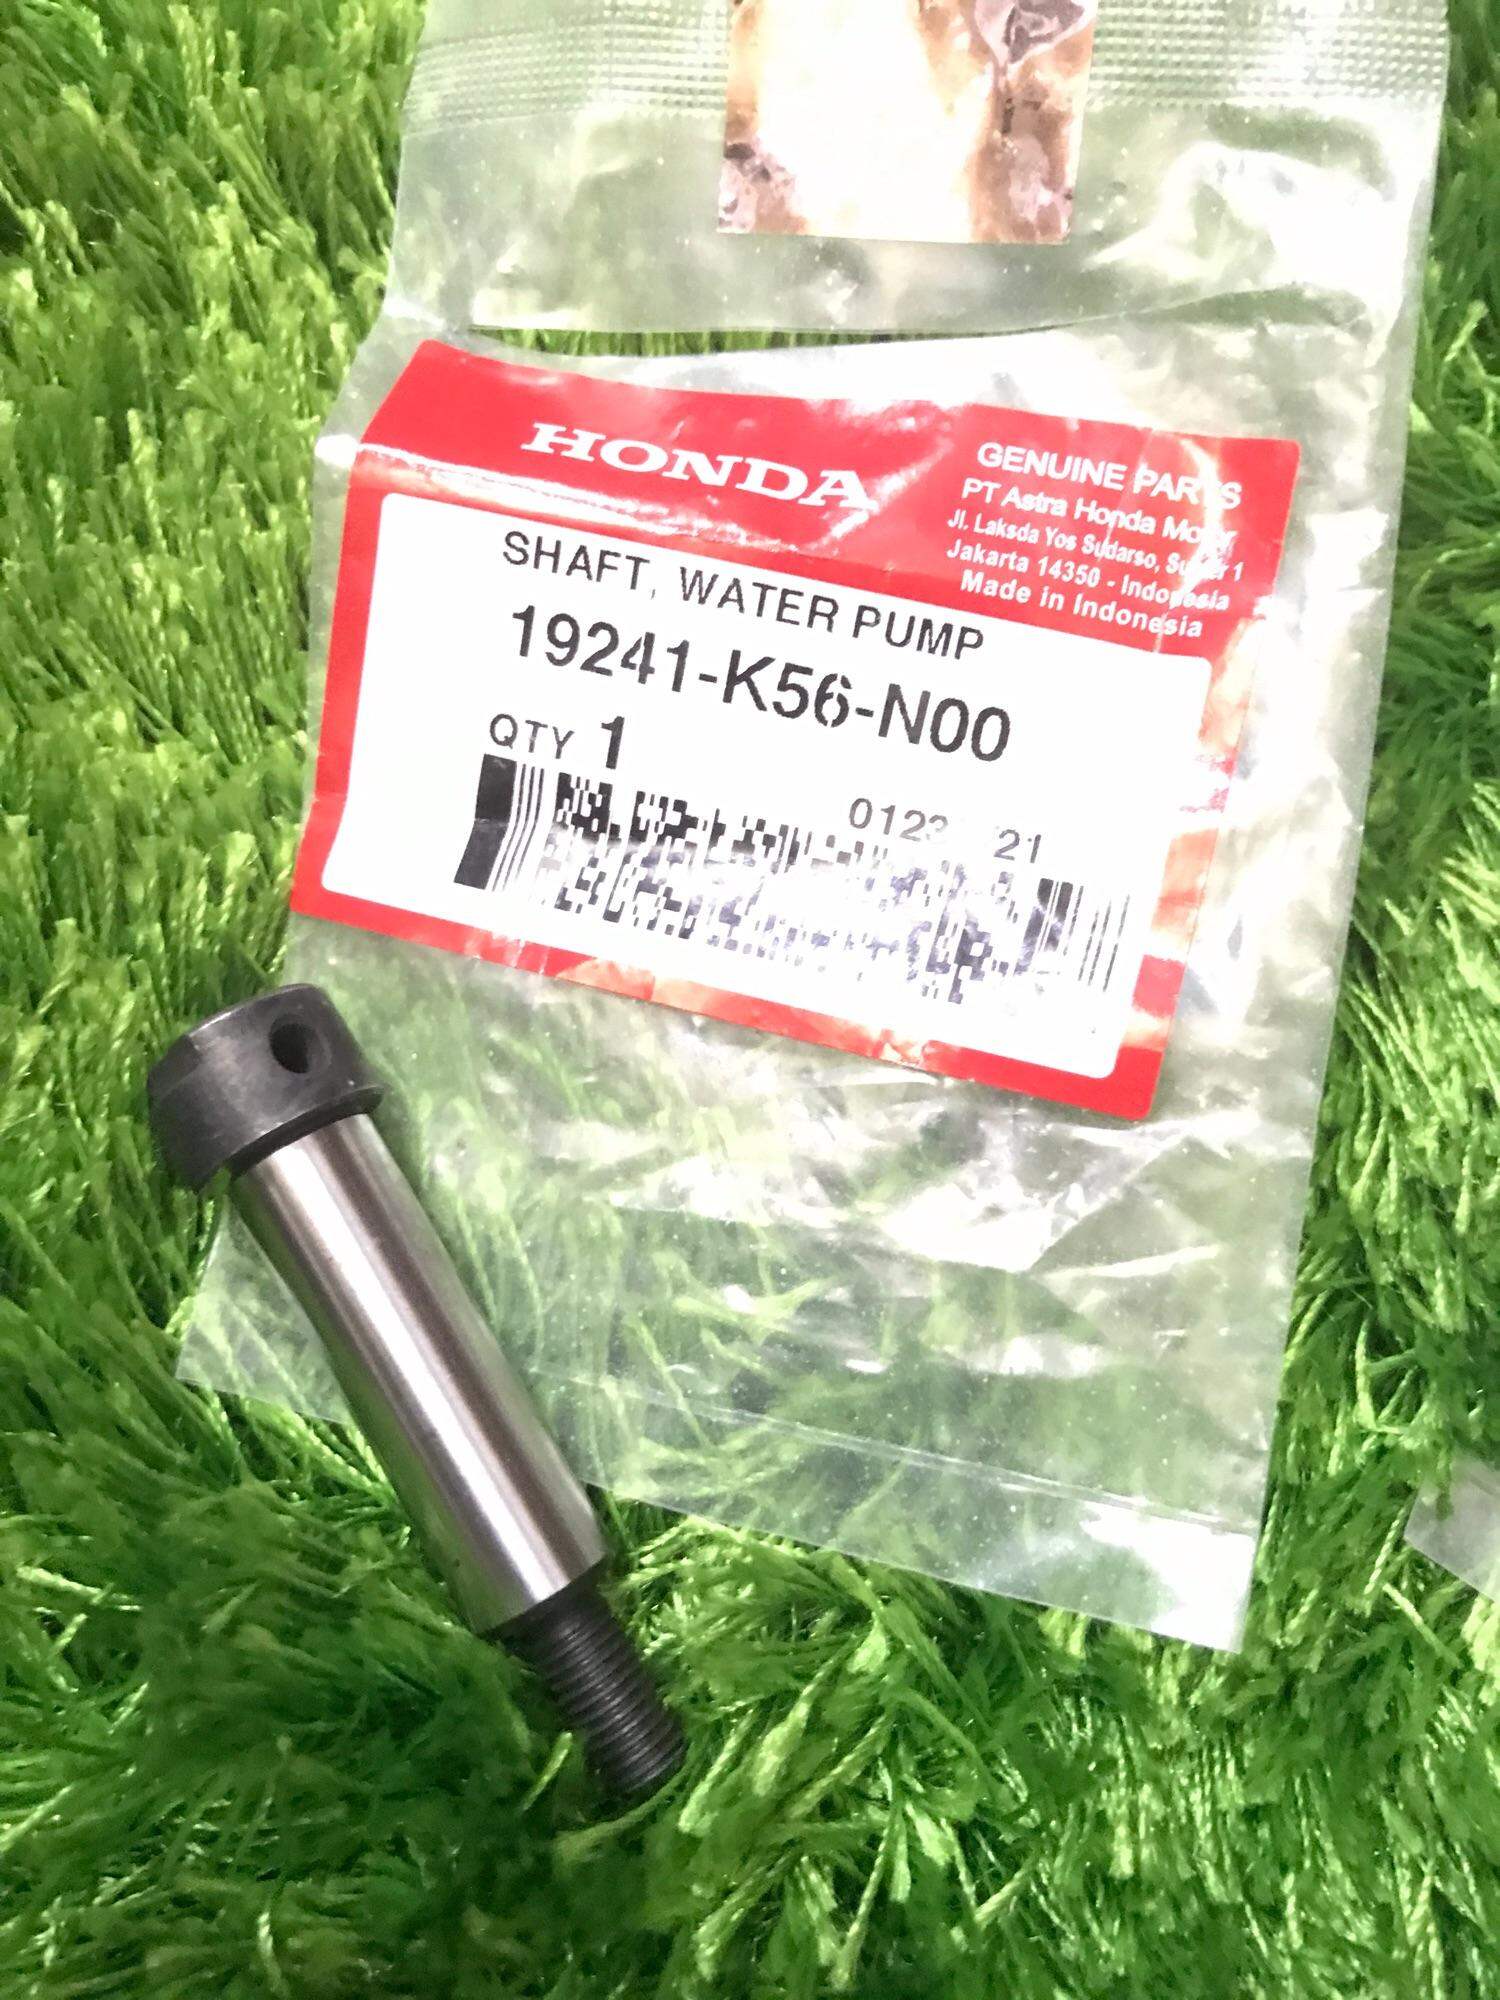 HONDA
GENUINE PARTS
PT Astra Honda Motor
Jl. Laksda Yos Sudarso, Sunter 1
Jakarta 14350 - Indonesia
Made in Indonesia
SHAFT, WATER PUMP
19241-K56-N00
QTY 1